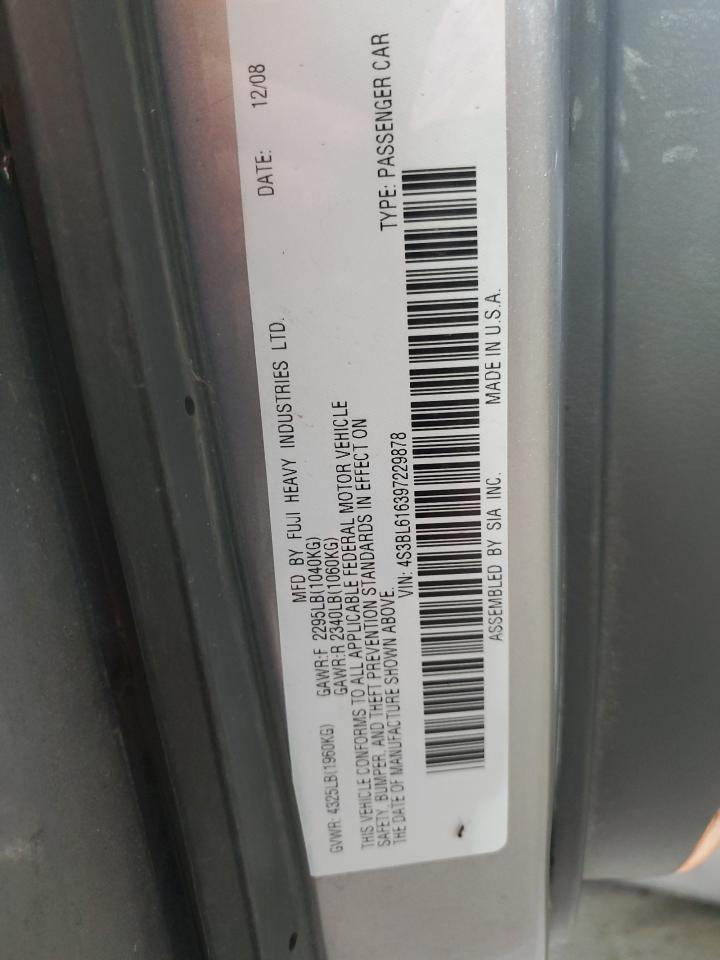 MFD BY FUJI HEAVY INDUSTRIES LTD. DATE: 12/08
GVWR: 4325LB(1960KG) GAWR:F 2295LB(1040KG)
GAWR:R 2340LB(1060KG)
THIS VEHICLE CONFORMS TO ALL APPLICABLE FEDERAL MOTOR VEHICLE
SAFETY, BUMPER, AND THEFT PREVENTION STANDARDS IN EFFECT ON
THE DATE OF MANUFACTURE SHOWN ABOVE.
VIN: 4S3BL616397229878 TYPE: PASSENGER CAR
ASSEMBLED BY SIA INC. MADE IN U.S.A.